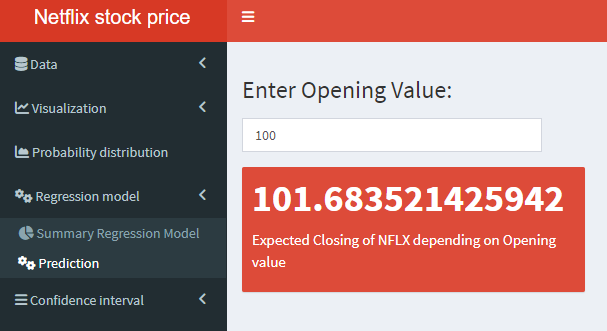 Netflix stock price
Data
Visualization
Probability distribution
Regression model
Summary Regression Model
Prediction
Confidence interval
Enter Opening Value:
100
101.683521425942
Expected Closing of NFLX depending on Opening
value